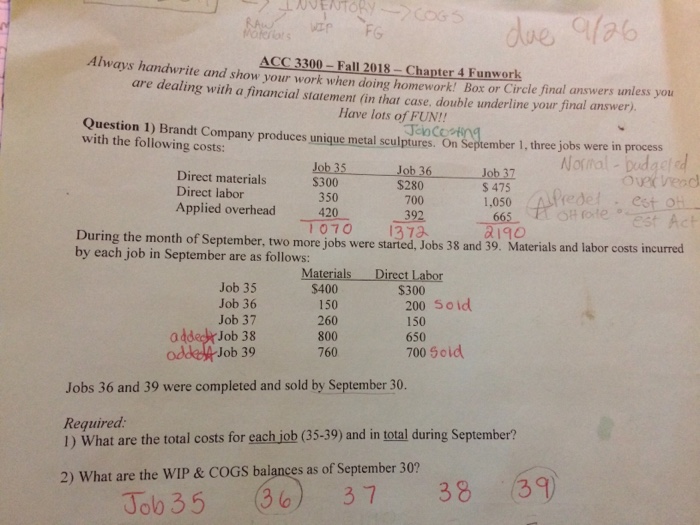 INVENTORY → COGS
RAW WIP FG
Materials
due 9/26
ACC 3300 – Fall 2018 – Chapter 4 Funwork
Always handwrite and show your work when doing homework! Box or Circle final answers unless you
are dealing with a financial statement (in that case, double underline your final answer).
Have lots of FUN!!
Job Costing
Question 1) Brandt Company produces unique metal sculptures. On September 1, three jobs were in process
with the following costs:
Normal - budgeted
overhead
Job 35 Job 36 Job 37
Direct materials $300 $280 $ 475
Direct labor 350 700 1,050
Applied overhead 420 392 665
1070 1372 2190
Predet. OH rate = est OH
est Act
During the month of September, two more jobs were started, Jobs 38 and 39. Materials and labor costs incurred
by each job in September are as follows:
Materials Direct Labor
Job 35 $400 $300
Job 36 150 200 Sold
Job 37 260 150
added Job 38 800 650
added Job 39 760 700 Sold
Jobs 36 and 39 were completed and sold by September 30.
Required:
1) What are the total costs for each job (35-39) and in total during September?
2) What are the WIP & COGS balances as of September 30?
Job 35 36 37 38 39